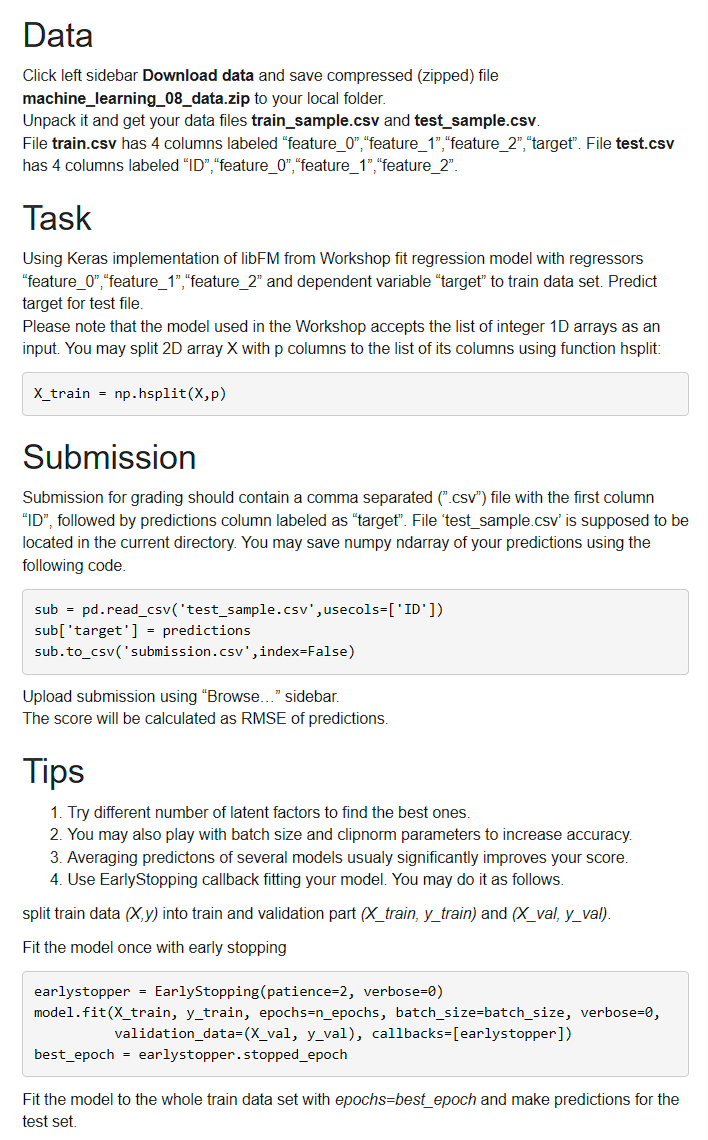 Data
Click left sidebar Download data and save compressed (zipped) file
machine_learning_08_data.zip to your local folder.
Unpack it and get your data files train_sample.csv and test_sample.csv.
File train.csv has 4 columns labeled “feature_0”,“feature_1”,“feature_2”,“target”. File test.csv
has 4 columns labeled “ID”,“feature_0”,“feature_1”,“feature_2”.
Task
Using Keras implementation of libFM from Workshop fit regression model with regressors
“feature_0”,“feature_1”,“feature_2” and dependent variable “target” to train data set. Predict
target for test file.
Please note that the model used in the Workshop accepts the list of integer 1D arrays as an
input. You may split 2D array X with p columns to the list of its columns using function hsplit:
X_train = np.hsplit(X,p)
Submission
Submission for grading should contain a comma separated (”.csv”) file with the first column
“ID”, followed by predictions column labeled as “target”. File ‘test_sample.csv’ is supposed to be
located in the current directory. You may save numpy ndarray of your predictions using the
following code.
sub = pd.read_csv('test_sample.csv',usecols=['ID'])
sub['target'] = predictions
sub.to_csv('submission.csv',index=False)
Upload submission using “Browse…” sidebar.
The score will be calculated as RMSE of predictions.
Tips
1. Try different number of latent factors to find the best ones.
2. You may also play with batch size and clipnorm parameters to increase accuracy.
3. Averaging predictons of several models usualy significantly improves your score.
4. Use EarlyStopping callback fitting your model. You may do it as follows.
split train data (X,y) into train and validation part (X_train, y_train) and (X_val, y_val).
Fit the model once with early stopping
earlystopper = EarlyStopping(patience=2, verbose=0)
model.fit(X_train, y_train, epochs=n_epochs, batch_size=batch_size, verbose=0,
validation_data=(X_val, y_val), callbacks=[earlystopper])
best_epoch = earlystopper.stopped_epoch
Fit the model to the whole train data set with epochs=best_epoch and make predictions for the
test set.